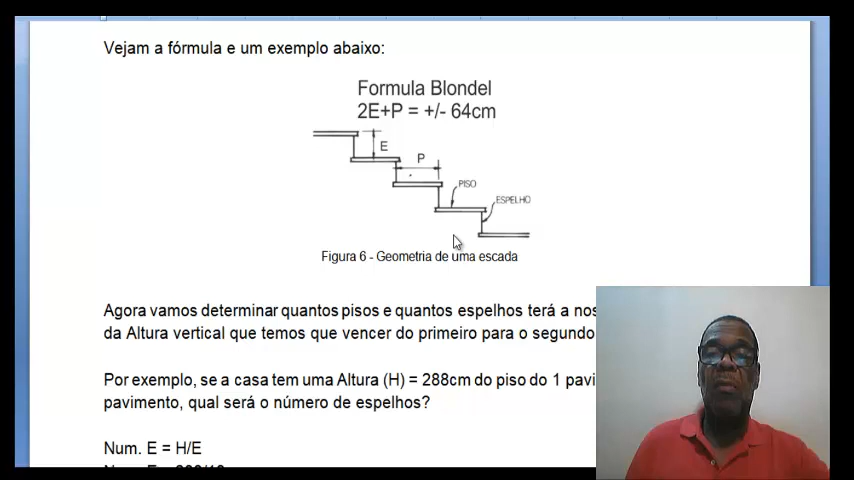 Vejam a fórmula e um exemplo abaixo:
Formula Blondel
2E+P = +/- 64cm
E
P
PISO
ESPELHO
Figura 6 - Geometria de uma escada
Agora vamos determinar quantos pisos e quantos espelhos terá a
da Altura vertical que temos que vencer do primeiro para o segundo
Por exemplo, se a casa tem uma Altura (H) = 288cm do piso do 1
pavimento, qual será o número de espelhos?
Num. E = H/E